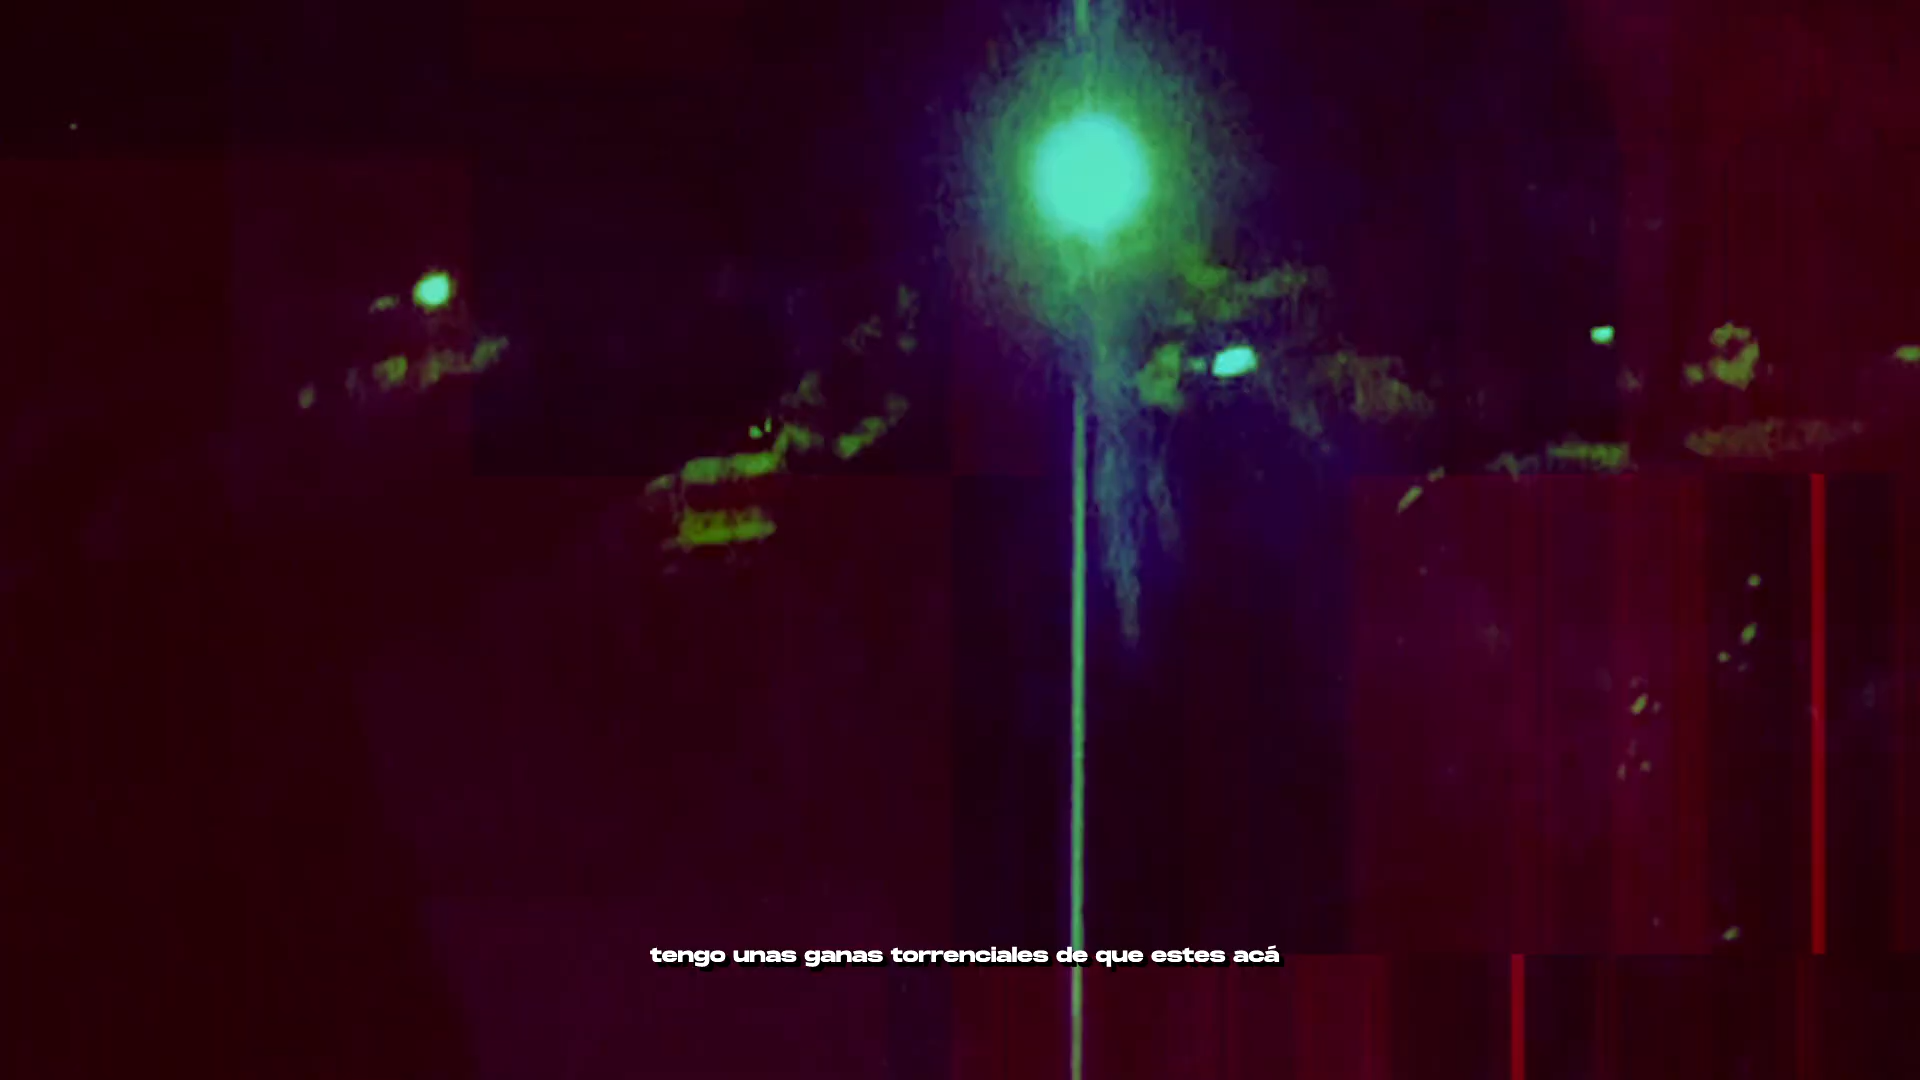 tengo unas ganas torrenciales de que estes acá